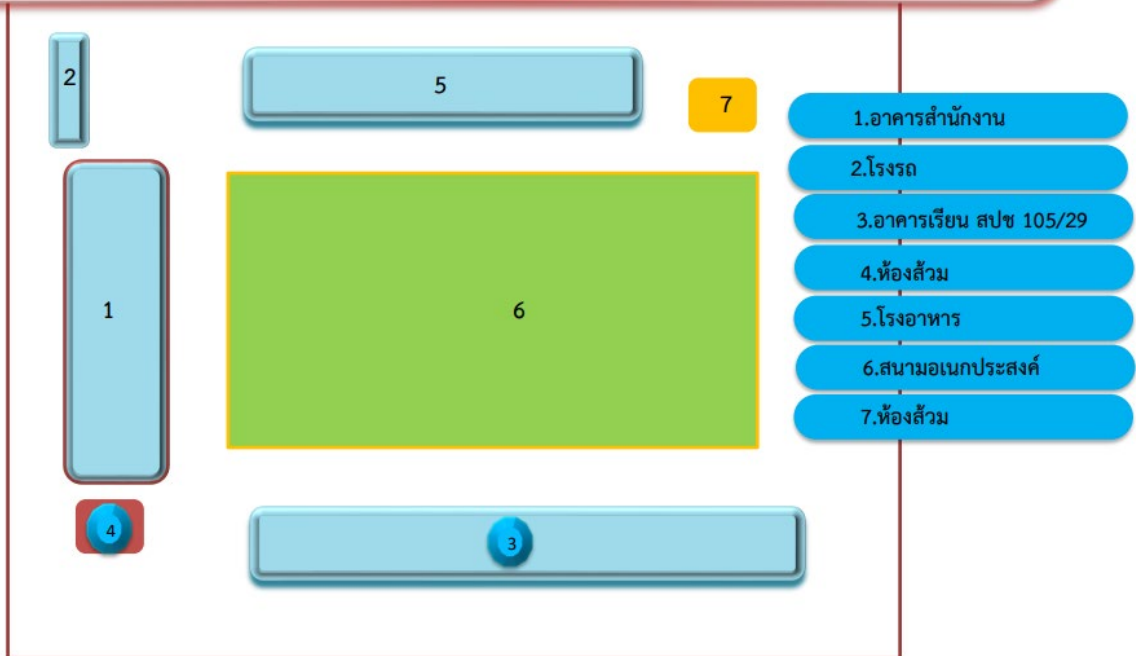 2
5
7
1
6
4
3
1.อาคารสำนักงาน
2.โรงรถ
3.อาคารเรียน สปช 105/29
4.ห้องส้วม
5.โรงอาหาร
6.สนามอเนกประสงค์
7.ห้องส้วม